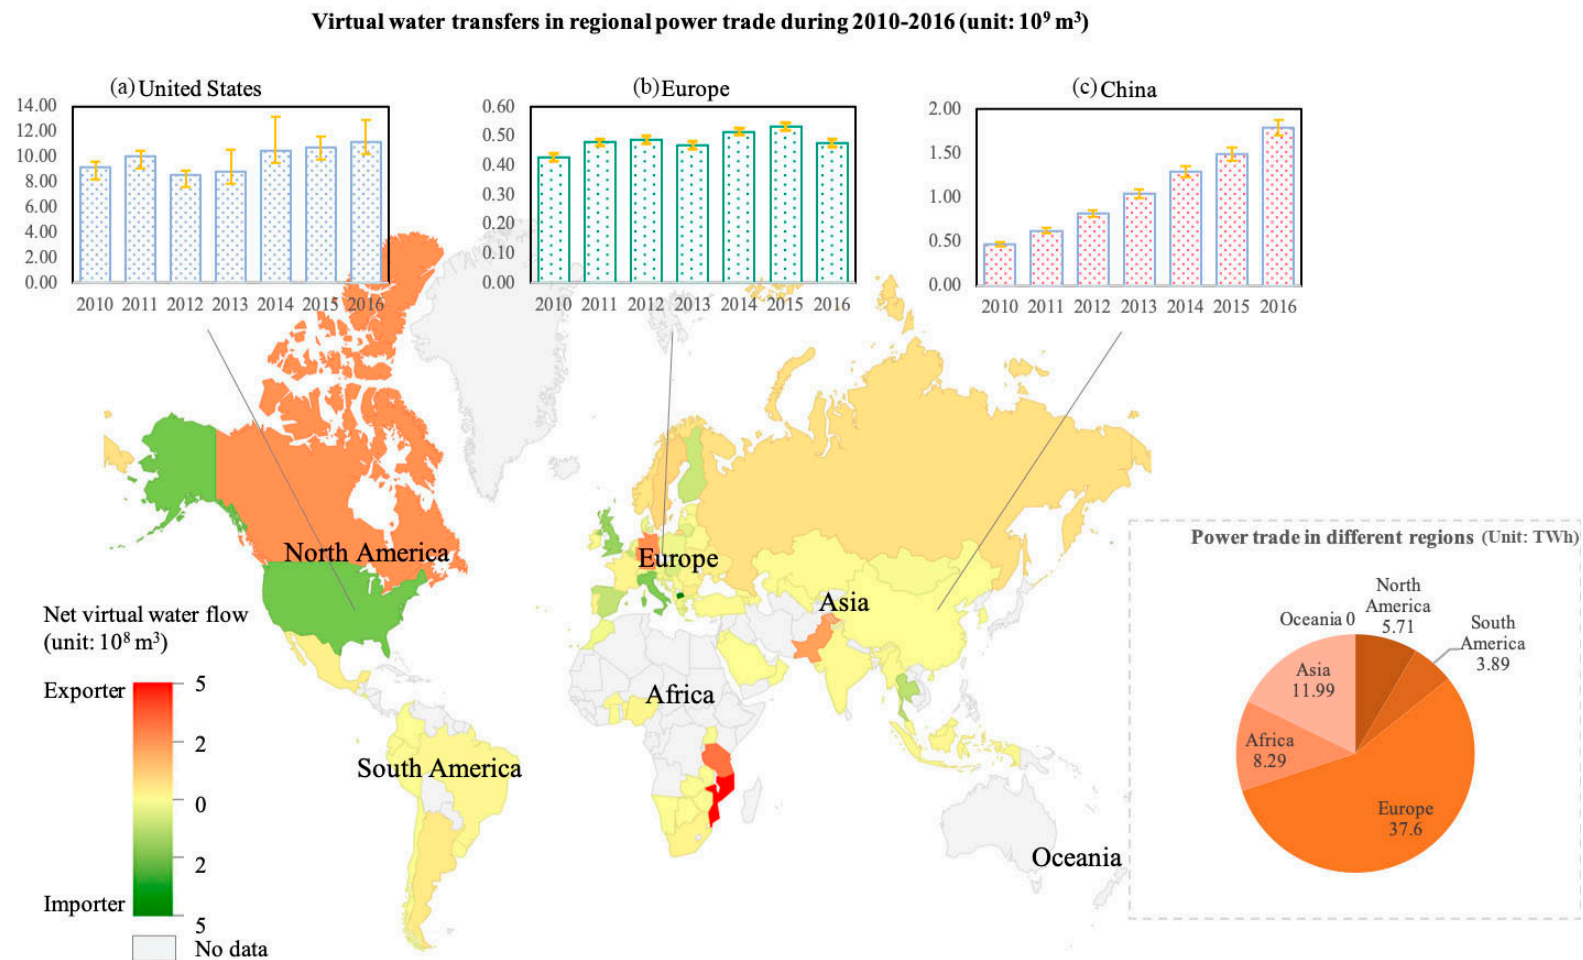 Virtual water transfers in regional power trade during 2010-2016 (unit: 10⁹ m³)
(a) United States
14.00
12.00
10.00
8.00
6.00
4.00
2.00
0.00
2010 2011 2012 2013 2014 2015 2016
(b) Europe
0.60
0.50
0.40
0.30
0.20
0.10
0.00
2010 2011 2012 2013 2014 2015 2016
(c) China
2.00
1.50
1.00
0.50
0.00
2010 2011 2012 2013 2014 2015 2016
North America
Europe
Asia
Africa
South America
Oceania
Net virtual water flow
(unit: 10⁸ m³)
Exporter
5
2
0
2
Importer
5
No data
Power trade in different regions (Unit: TWh)
Oceania 0
North
America
5.71
South
America
3.89
Asia
11.99
Africa
8.29
Europe
37.6